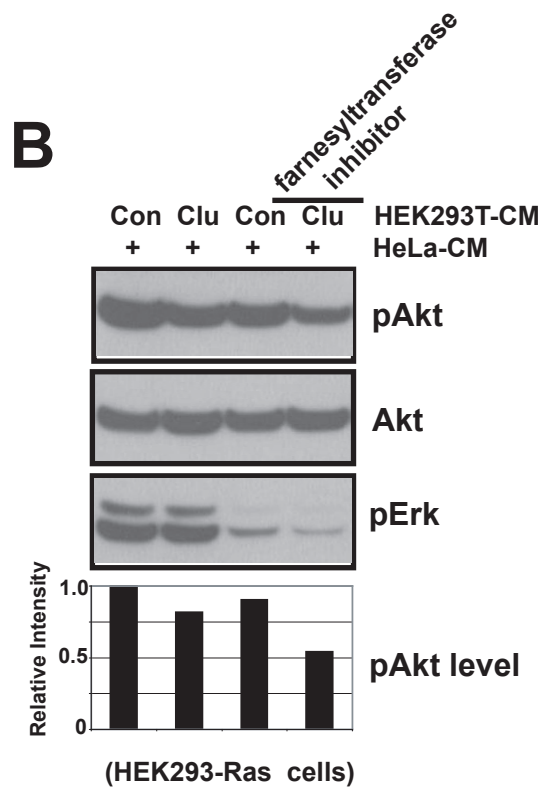 B
farnesyltransferase
inhibitor
Con Clu Con Clu HEK293T-CM
+ + + + HeLa-CM
pAkt
Akt
pErk
Relative Intensity
1.0
0.5
0
pAkt level
(HEK293-Ras cells)